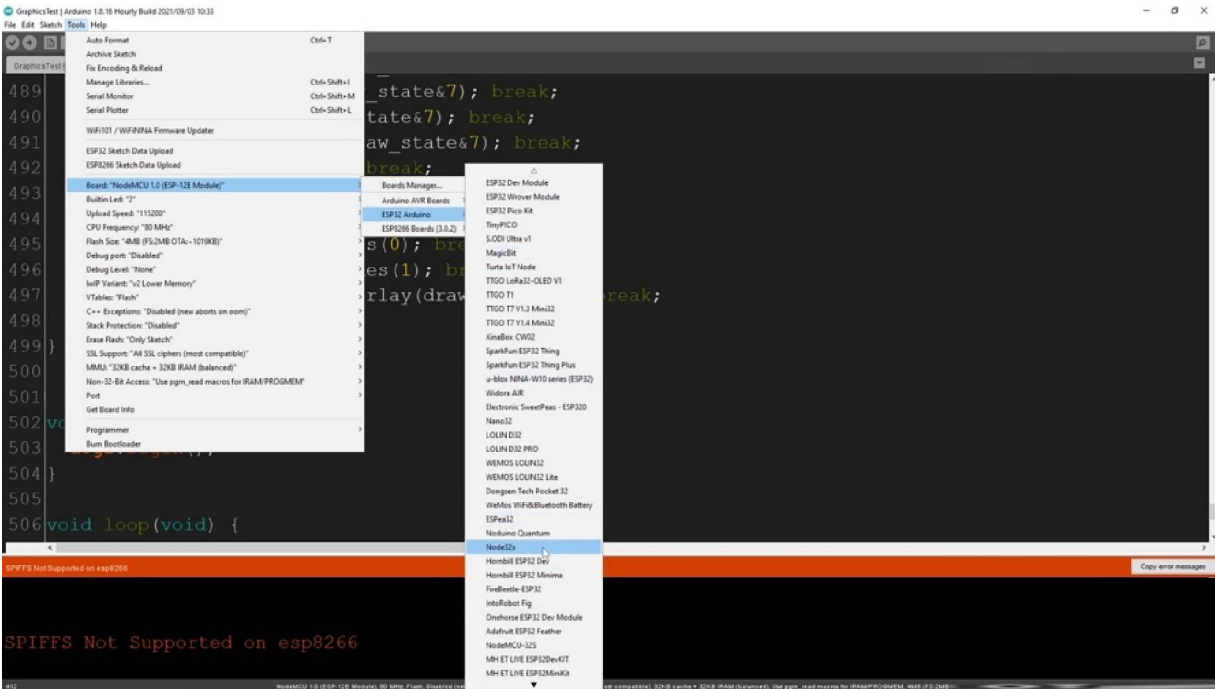 GraphicsTest | Arduino 1.8.16 Hourly Build 2021/09/03 10:33
File Edit Sketch Tools Help
GraphicsTest
Auto Format Ctrl+T
Archive Sketch
Fix Encoding & Reload
Manage Libraries... Ctrl+Shift+I
Serial Monitor Ctrl+Shift+M
Serial Plotter Ctrl+Shift+L
WiFi101 / WiFiNINA Firmware Updater
ESP32 Sketch Data Upload
ESP8266 Sketch Data Upload
Board: "NodeMCU 1.0 (ESP-12E Module)"
Builtin Led: "2"
Upload Speed: "115200"
CPU Frequency: "80 MHz"
Flash Size: "4MB (FS:2MB OTA:~1019KB)"
Debug port: "Disabled"
Debug Level: "None"
lwIP Variant: "v2 Lower Memory"
VTables: "Flash"
C++ Exceptions: "Disabled (new aborts on oom)"
Stack Protection: "Disabled"
Erase Flash: "Only Sketch"
SSL Support: "All SSL ciphers (most compatible)"
MMU: "32KB cache + 32KB IRAM (balanced)"
Non-32-Bit Access: "Use pgm_read macros for IRAM/PROGMEM"
Port
Get Board Info
Programmer
Burn Bootloader
Boards Manager...
Arduino AVR Boards
ESP32 Arduino
ESP8266 Boards (3.0.2)
ESP32 Dev Module
ESP32 Wrover Module
ESP32 Pico Kit
TinyPICO
S.ODI Ultra v1
MagicBit
Turta IoT Node
TTGO LoRa32-OLED V1
TTGO T1
TTGO T7 V1.3 Mini32
TTGO T7 V1.4 Mini32
XinaBox CW02
SparkFun ESP32 Thing
SparkFun ESP32 Thing Plus
u-blox NINA-W10 series (ESP32)
Widora AIR
Electronic SweetPeas - ESP320
Nano32
LOLIN D32
LOLIN D32 PRO
WEMOS LOLIN32
WEMOS LOLIN32 Lite
Dongsen Tech Pocket 32
WeMos WiFi&Bluetooth Battery
ESPea32
Noduino Quantum
Node32s
Hornbill ESP32 Dev
Hornbill ESP32 Minima
FireBeetle-ESP32
IntoRobot Fig
Onehorse ESP32 Dev Module
Adafruit ESP32 Feather
NodeMCU-32S
MH ET LIVE ESP32DevKIT
MH ET LIVE ESP32MiniKit
489 _state&7); break;
490 tate&7); break;
491 aw_state&7); break;
492 break;
493
494
495 s(0); bre
496 es(1); br
497 rlay(draw reak;
498
499 }
500
501
502 vo
503
504 }
505
506 void loop(void) {
SPIFFS Not Supported on esp8266
Copy error messages
SPIFFS Not Supported on esp8266